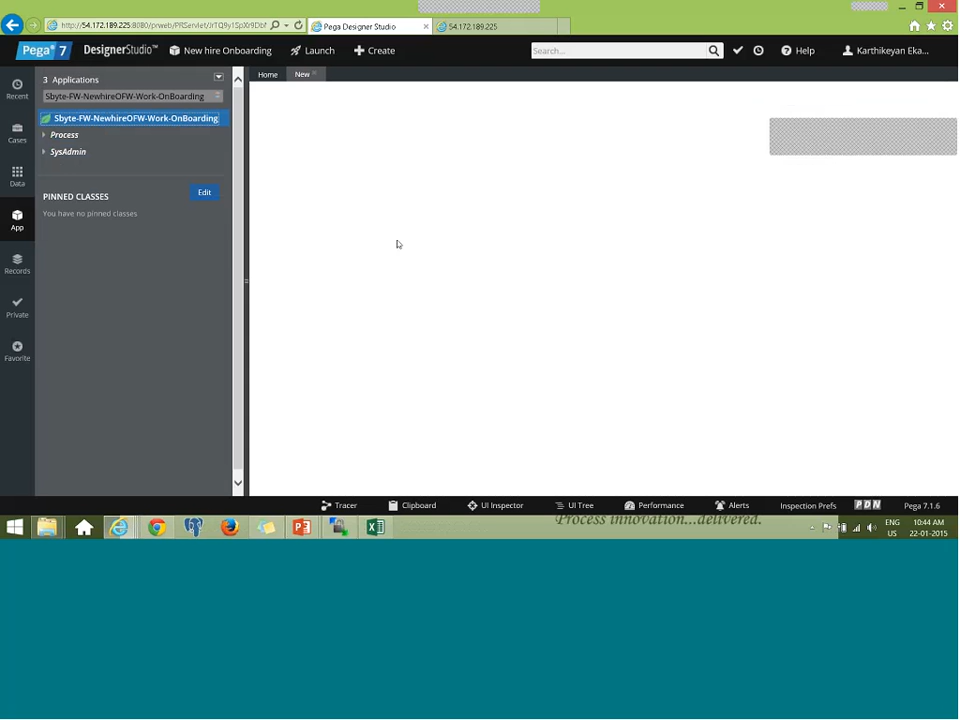 http://54.172.189.225:8080/prweb/PRServlet/
Pega Designer Studio
54.172.189.225
Pega 7 DesignerStudio™ New hire Onboarding Launch Create
Search...
Help
Karthikeyan Eka...
Recent
Cases
Data
App
Records
Private
Favorite
3 Applications
Sbyte-FW-NewhireOFW-Work-OnBoarding
Sbyte-FW-NewhireOFW-Work-OnBoarding
Process
SysAdmin
PINNED CLASSES Edit
You have no pinned classes
Home New
Tracer Clipboard UI Inspector UI Tree Performance Alerts Inspection Prefs PDN Pega 7.1.6
Process innovation...delivered.
ENG
US
10:44 AM
22-01-2015